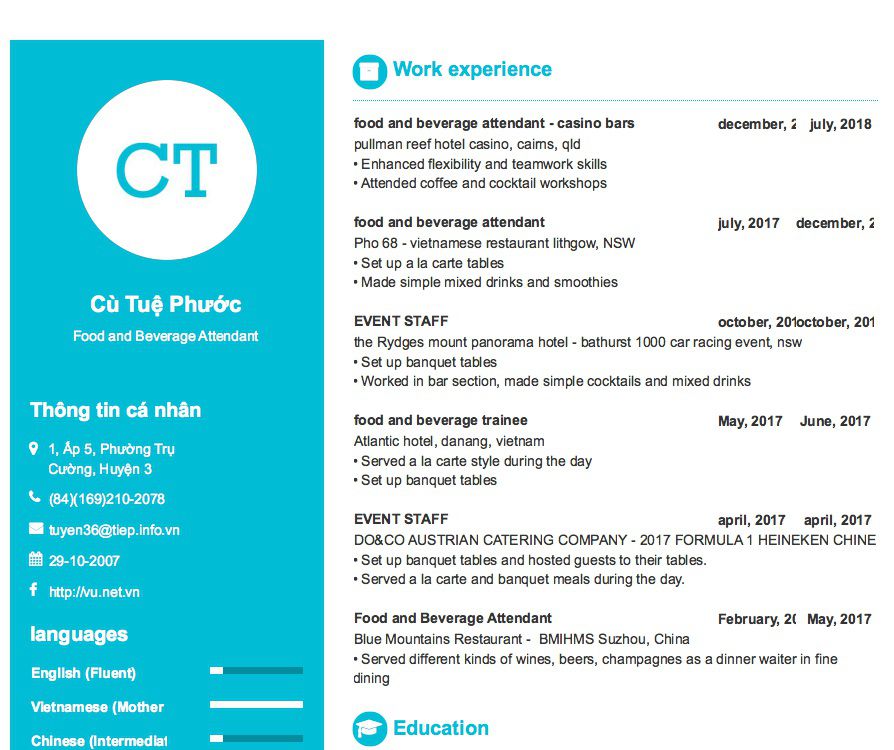 CT
Cù Tuệ Phước
Food and Beverage Attendant
Thông tin cá nhân
1, Ấp 5, Phường Trụ
Cường, Huyện 3
(84)(169)210-2078
tuyen36@tiep.info.vn
29-10-2007
http://vu.net.vn
languages
English (Fluent)
Vietnamese (Mother
Chinese (Intermediat
Work experience
food and beverage attendant - casino bars december, 2 july, 2018
pullman reef hotel casino, cairns, qld
• Enhanced flexibility and teamwork skills
• Attended coffee and cocktail workshops
food and beverage attendant july, 2017 december, 2
Pho 68 - vietnamese restaurant lithgow, NSW
• Set up a la carte tables
• Made simple mixed drinks and smoothies
EVENT STAFF october, 201 october, 201
the Rydges mount panorama hotel - bathurst 1000 car racing event, nsw
• Set up banquet tables
• Worked in bar section, made simple cocktails and mixed drinks
food and beverage trainee May, 2017 June, 2017
Atlantic hotel, danang, vietnam
• Served a la carte style during the day
• Set up banquet tables
EVENT STAFF april, 2017 april, 2017
DO&CO AUSTRIAN CATERING COMPANY - 2017 FORMULA 1 HEINEKEN CHINE
• Set up banquet tables and hosted guests to their tables.
• Served a la carte and banquet meals during the day.
Food and Beverage Attendant February, 20 May, 2017
Blue Mountains Restaurant - BMIHMS Suzhou, China
• Served different kinds of wines, beers, champagnes as a dinner waiter in fine
dining
Education